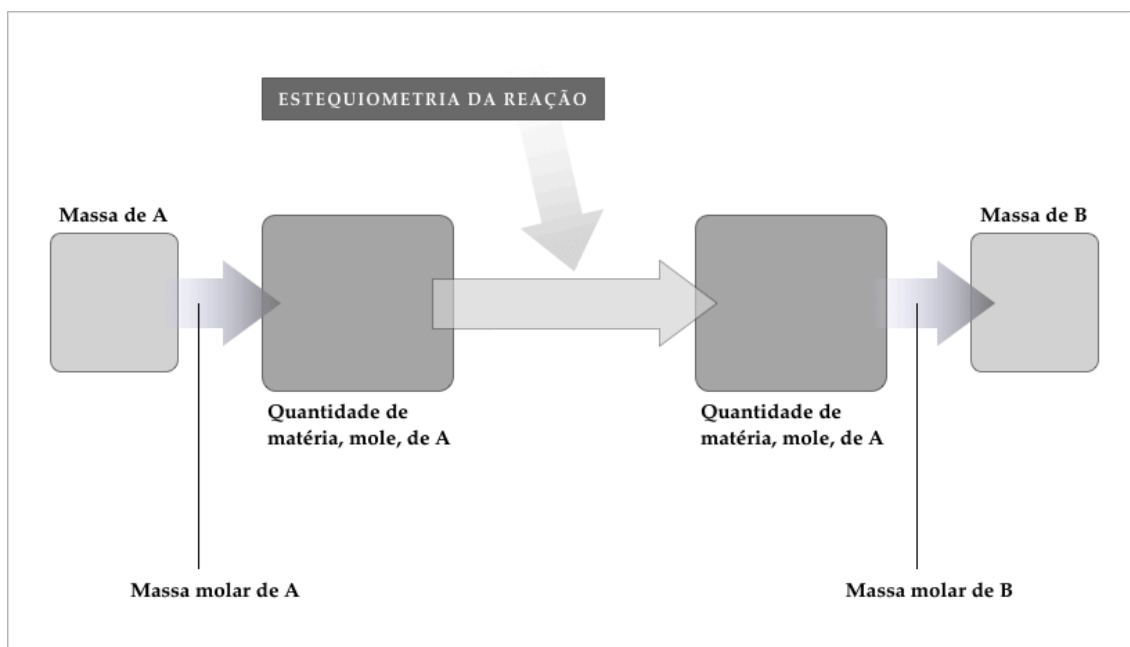 ESTEQUIOMETRIA DA REAÇÃO
Massa de A
Massa de B
Quantidade de
matéria, mole, de A
Quantidade de
matéria, mole, de A
Massa molar de A
Massa molar de B